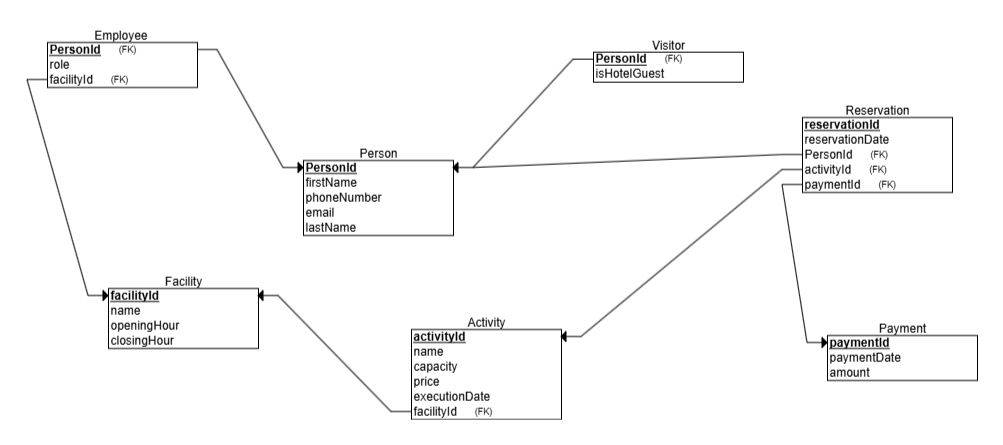 Employee
PersonId (FK)
role
facilityId (FK)
Visitor
PersonId (FK)
isHotelGuest
Reservation
reservationId
reservationDate
PersonId (FK)
activityId (FK)
paymentId (FK)
Person
PersonId
firstName
phoneNumber
email
lastName
Facility
facilityId
name
openingHour
closingHour
Activity
activityId
name
capacity
price
executionDate
facilityId (FK)
Payment
paymentId
paymentDate
amount